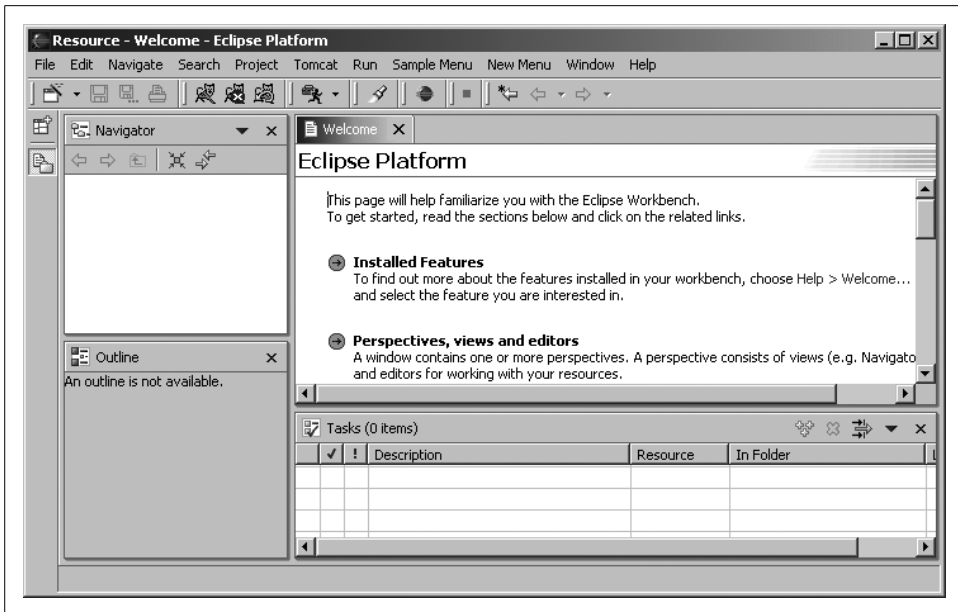 Resource - Welcome - Eclipse Platform
File Edit Navigate Search Project Tomcat Run Sample Menu New Menu Window Help
Navigator
Welcome
Eclipse Platform
This page will help familiarize you with the Eclipse Workbench.
To get started, read the sections below and click on the related links.
Installed Features
To find out more about the features installed in your workbench, choose Help > Welcome...
and select the feature you are interested in.
Perspectives, views and editors
A window contains one or more perspectives. A perspective consists of views (e.g. Navigato
and editors for working with your resources.
Outline
An outline is not available.
Tasks (0 items)
! Description Resource In Folder L